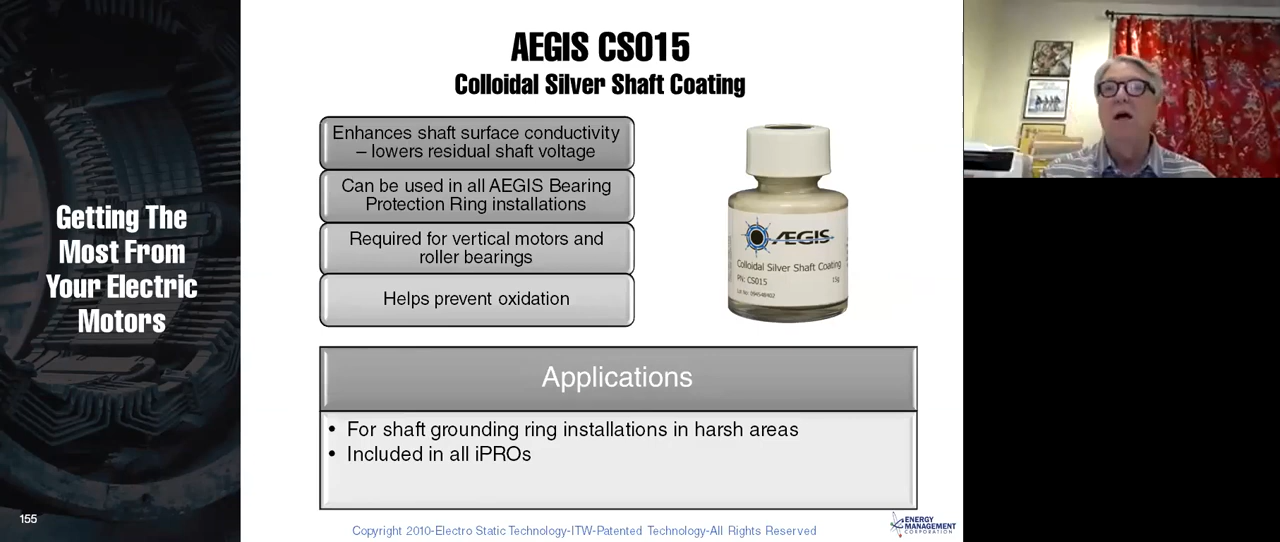 AEGIS CS015
Colloidal Silver Shaft Coating
Getting The
Most From
Your Electric
Motors
155
Enhances shaft surface conductivity
– lowers residual shaft voltage
Can be used in all AEGIS Bearing
Protection Ring installations
Required for vertical motors and
roller bearings
Helps prevent oxidation
ÆGIS
Colloidal Silver Shaft Coating
PN: CS015
Applications
• For shaft grounding ring installations in harsh areas
• Included in all iPROs
Copyright 2010-Electro Static Technology-ITW-Patented Technology-All Rights Reserved
ENERGY
MANAGEMENT
CORPORATION